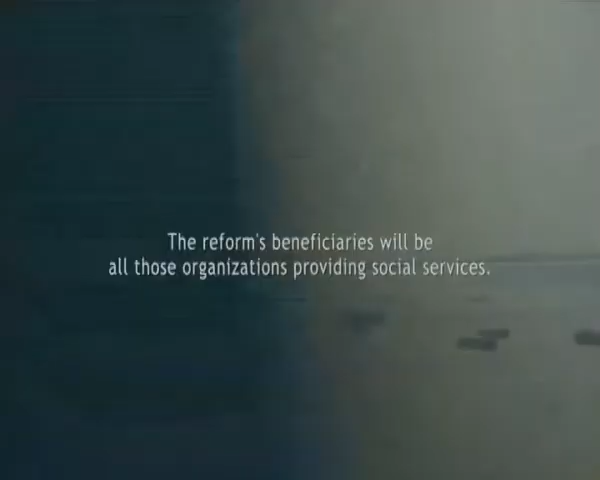 The reform's beneficiaries will be
all those organizations providing social services.